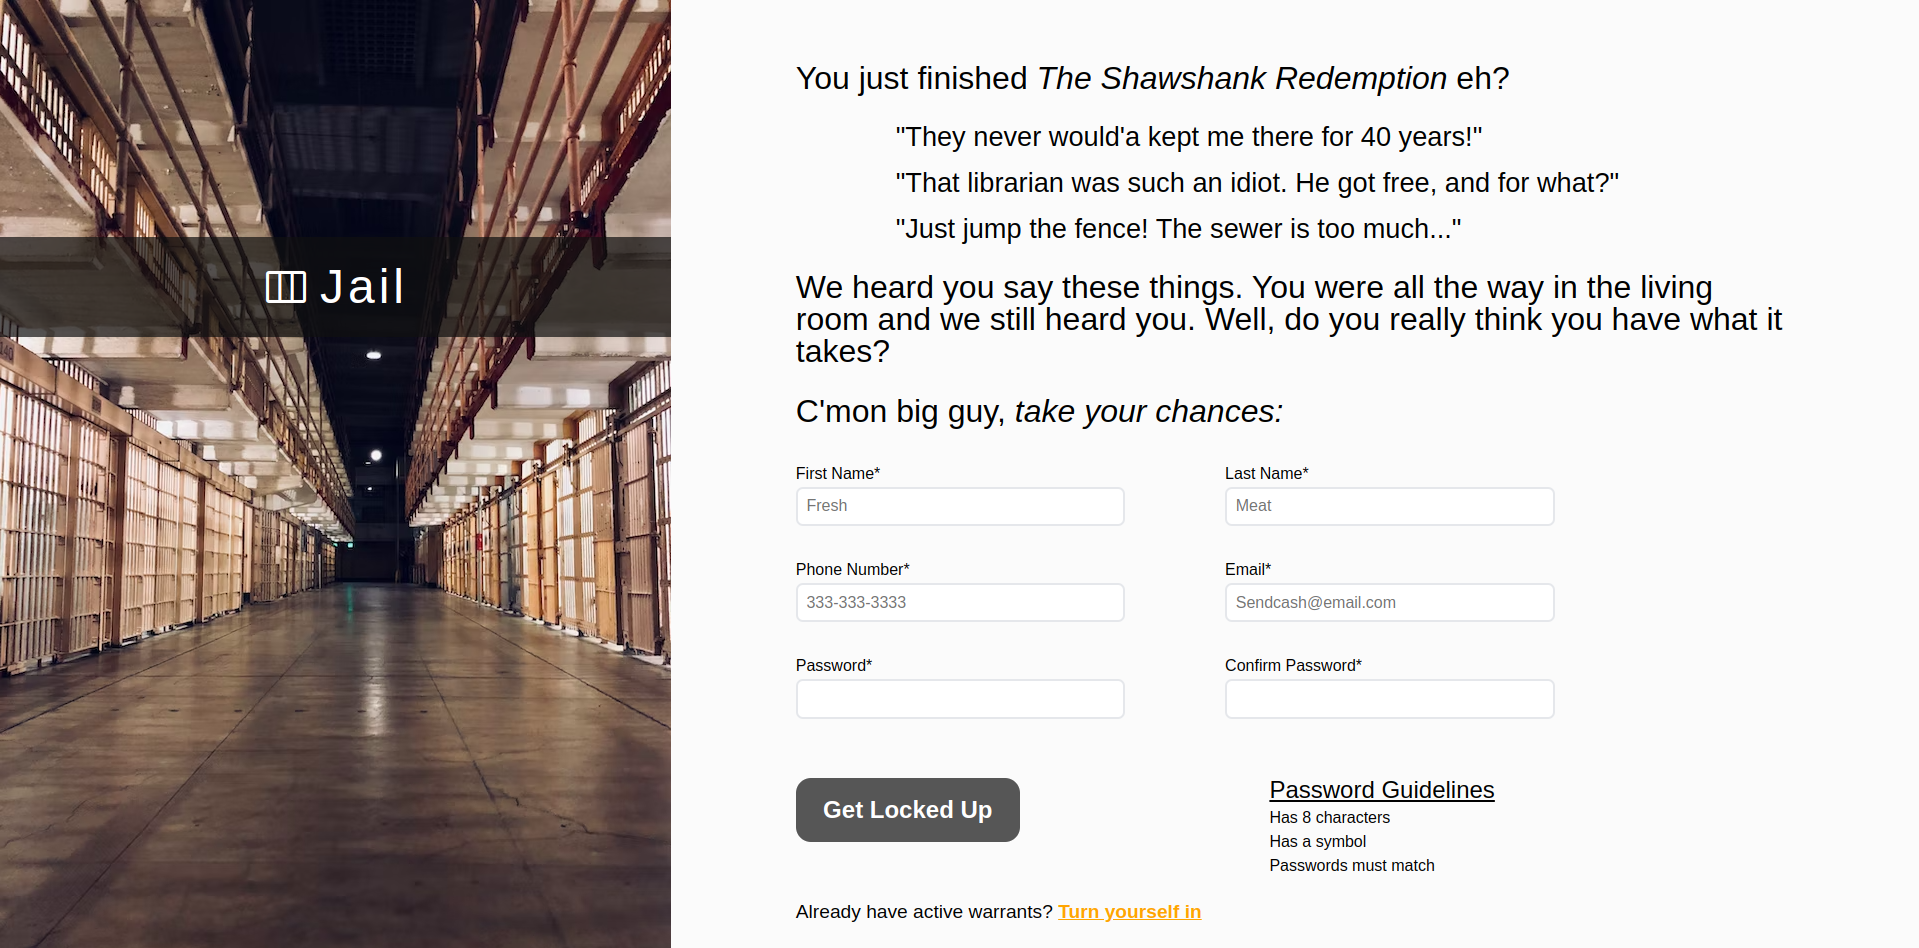 Jail
You just finished The Shawshank Redemption eh?
"They never would'a kept me there for 40 years!"
"That librarian was such an idiot. He got free, and for what?"
"Just jump the fence! The sewer is too much..."
We heard you say these things. You were all the way in the living
room and we still heard you. Well, do you really think you have what it
takes?
C'mon big guy, take your chances:
First Name*
Last Name*
Fresh
Meat
Phone Number*
Email*
333-333-3333
Sendcash@email.com
Password*
Confirm Password*
Get Locked Up
Password Guidelines
Has 8 characters
Has a symbol
Passwords must match
Already have active warrants? Turn yourself in